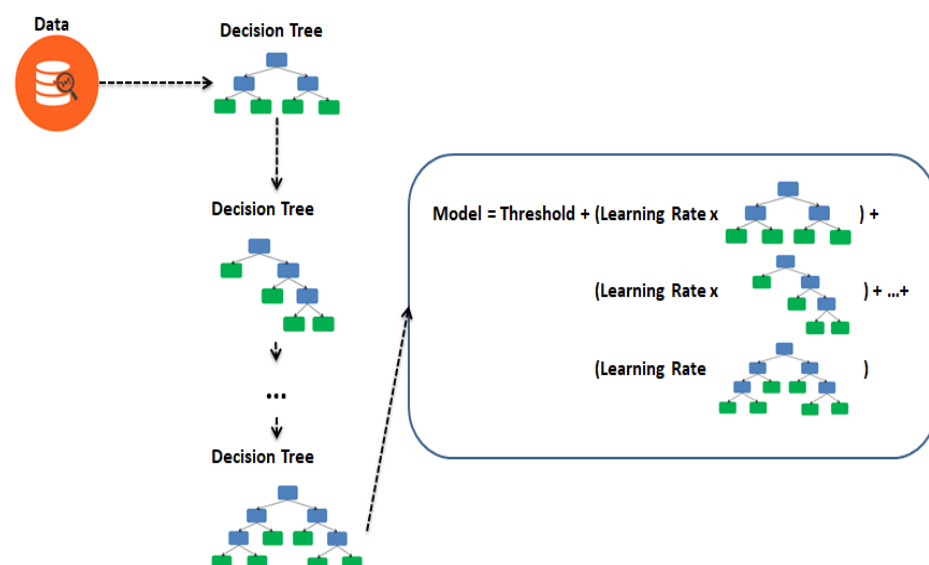 Data
Decision Tree
Decision Tree
...
Decision Tree
Model = Threshold + (Learning Rate x ) +
(Learning Rate x ) + ...+
(Learning Rate )